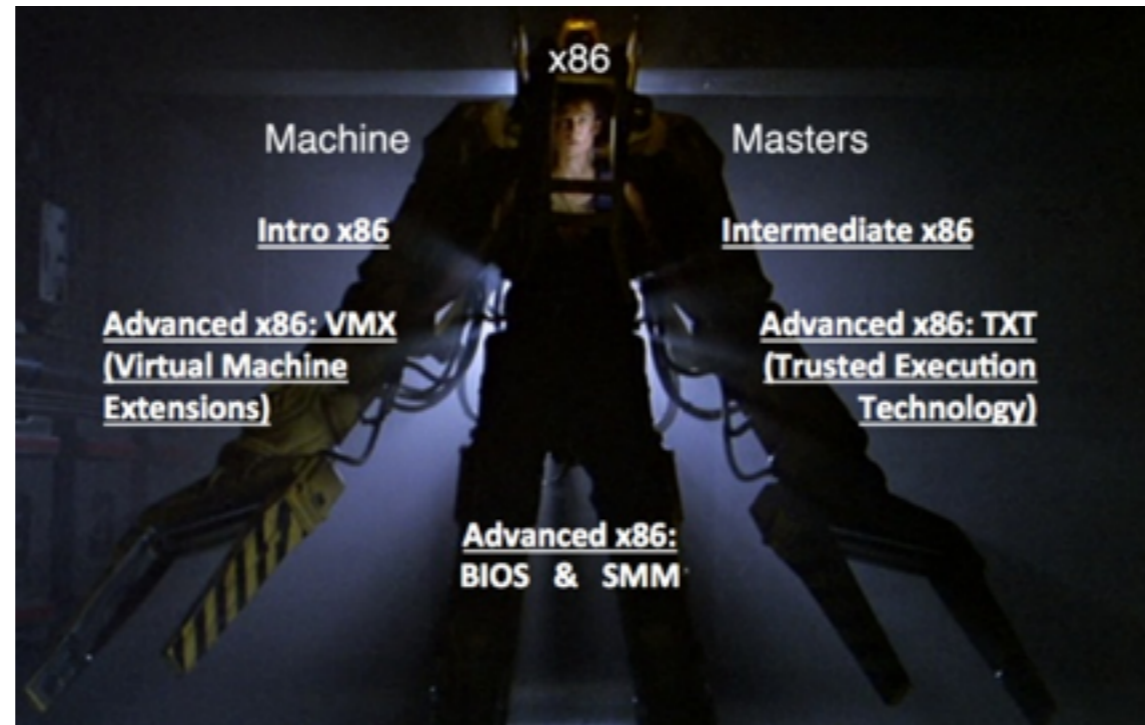 x86
Machine Masters
Intro x86
Intermediate x86
Advanced x86: VMX
(Virtual Machine
Extensions)
Advanced x86: TXT
(Trusted Execution
Technology)
Advanced x86:
BIOS & SMM